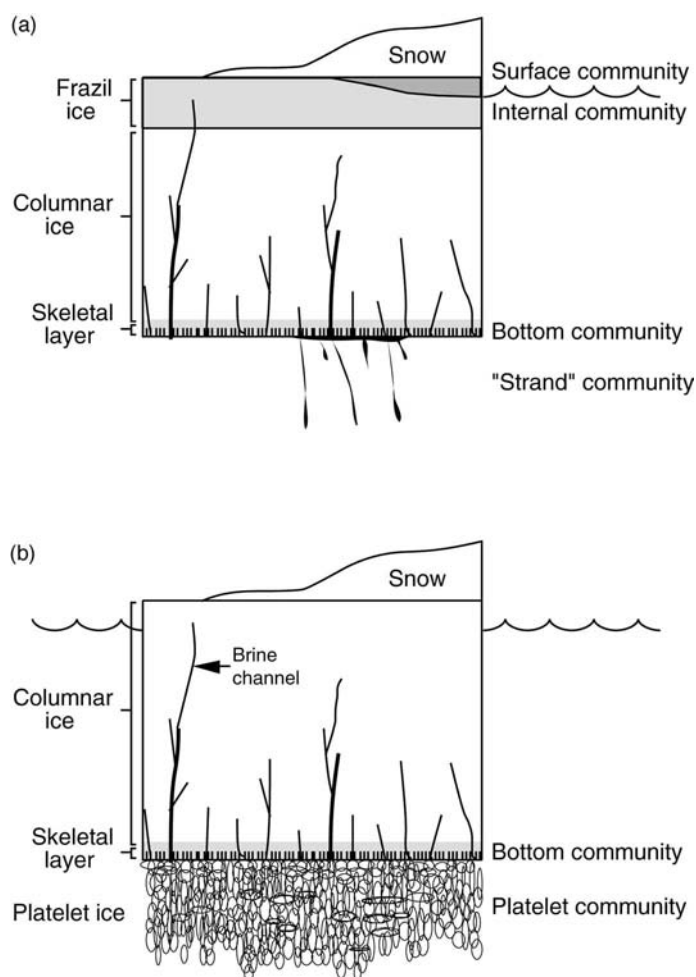 (a)
Snow
Frazil
ice
Surface community
Internal community
Columnar
ice
Skeletal
layer
Bottom community
"Strand" community
(b)
Snow
Brine
channel
Columnar
ice
Skeletal
layer
Bottom community
Platelet ice
Platelet community